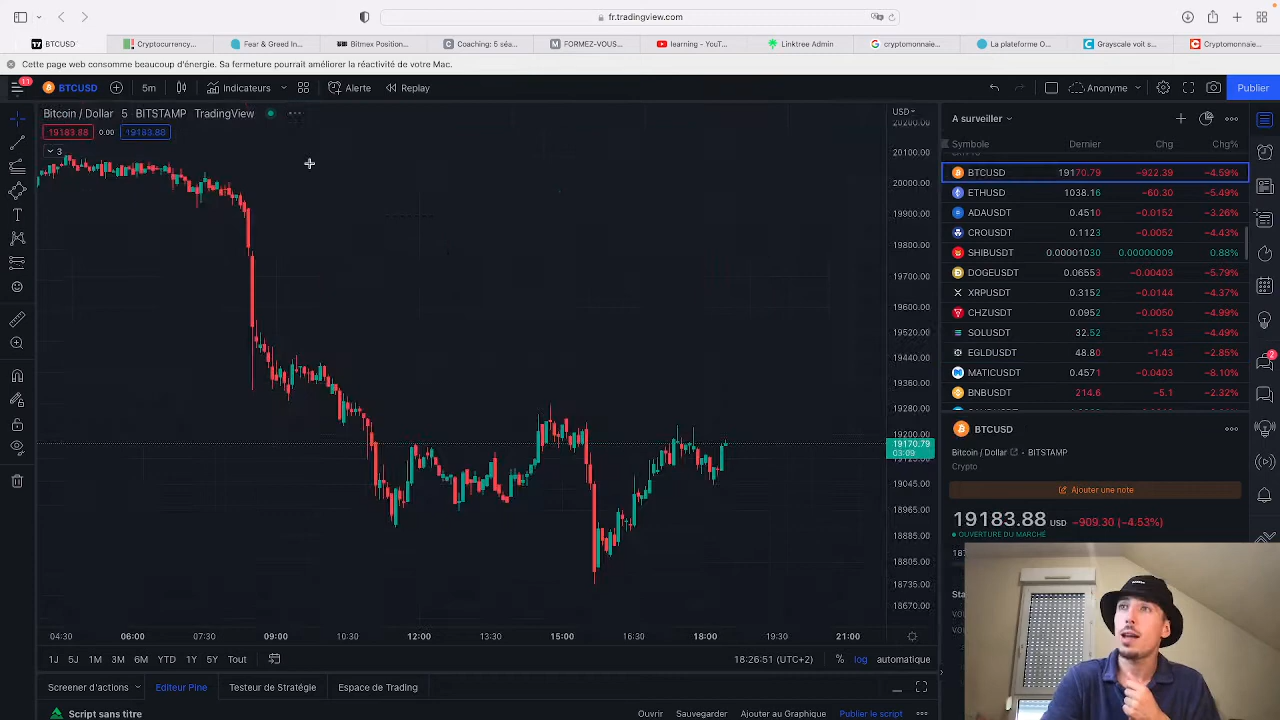 fr.tradingview.com
BTCUSD
Cryptocurrency...
Fear & Greed In...
Bitmex Position...
Coaching: 5 séa...
FORMEZ-VOUS...
learning - YouT...
Linktree Admin
cryptomonnaie...
La plateforme O...
Grayscale voit s...
Cryptomonnaie...
Cette page web consomme beaucoup d'énergie. Sa fermeture pourrait améliorer la réactivité de votre Mac.
11
BTCUSD
5m
Indicateurs
Alerte
Replay
Anonyme
Publier
Bitcoin / Dollar 5 BITSTAMP TradingView
19183.88 0.00 19183.88
3
USD
20200.00
20100.00
20000.00
19900.00
19800.00
19700.00
19600.00
19520.00
19440.00
19360.00
19280.00
19200.00
19170.79
03:09
19045.00
18965.00
18885.00
18805.00
18735.00
18670.00
04:30 06:00 07:30 09:00 10:30 12:00 13:30 15:00 16:30 18:00 19:30 21:00
1J 5J 1M 3M 6M YTD 1Y 5Y Tout
18:26:51 (UTC+2) % log automatique
Screener d'actions
Editeur Pine
Testeur de Stratégie
Espace de Trading
Script sans titre
Ouvrir Sauvegarder Ajouter au Graphique Publier le script
A surveiller
Symbole Dernier Chg Chg%
BTCUSD 19170.79 −922.39 −4.59%
ETHUSD 1038.16 −60.30 −5.49%
ADAUSDT 0.4510 −0.0152 −3.26%
CROUSDT 0.1123 −0.0052 −4.43%
SHIBUSDT 0.00001030 0.00000009 0.88%
DOGEUSDT 0.06553 −0.00403 −5.79%
XRPUSDT 0.3152 −0.0144 −4.37%
CHZUSDT 0.0952 −0.0050 −4.99%
SOLUSDT 32.52 −1.53 −4.49%
EGLDUSDT 48.80 −1.43 −2.85%
MATICUSDT 0.4571 −0.0403 −8.10%
BNBUSDT 214.6 −5.1 −2.32%
2
BTCUSD
Bitcoin / Dollar • BITSTAMP
Crypto
Ajouter une note
19183.88 USD −909.30 (−4.53%)
OUVERTURE DU MARCHÉ